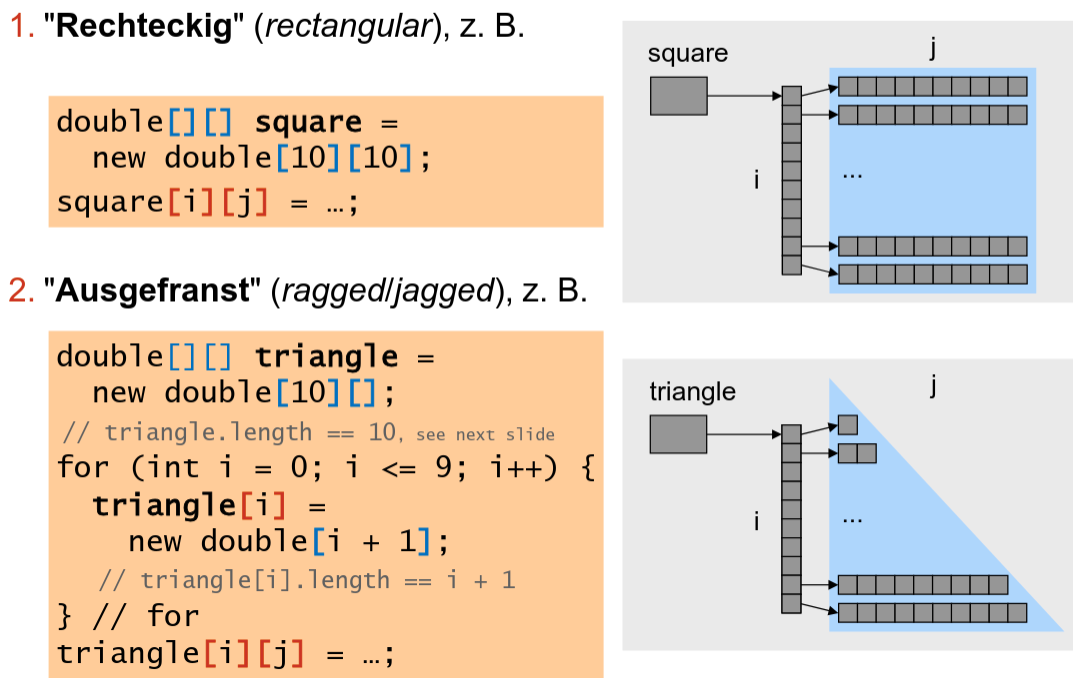 1. "Rechteckig" (rectangular), z. B.
double[][] square =
new double[10][10];
square[i][j] = …;
square
j
i
...
2. "Ausgefranst" (ragged/jagged), z. B.
double[][] triangle =
new double[10][];
// triangle.length == 10, see next slide
for (int i = 0; i <= 9; i++) {
triangle[i] =
new double[i + 1];
// triangle[i].length == i + 1
} // for
triangle[i][j] = …;
triangle
j
i
...